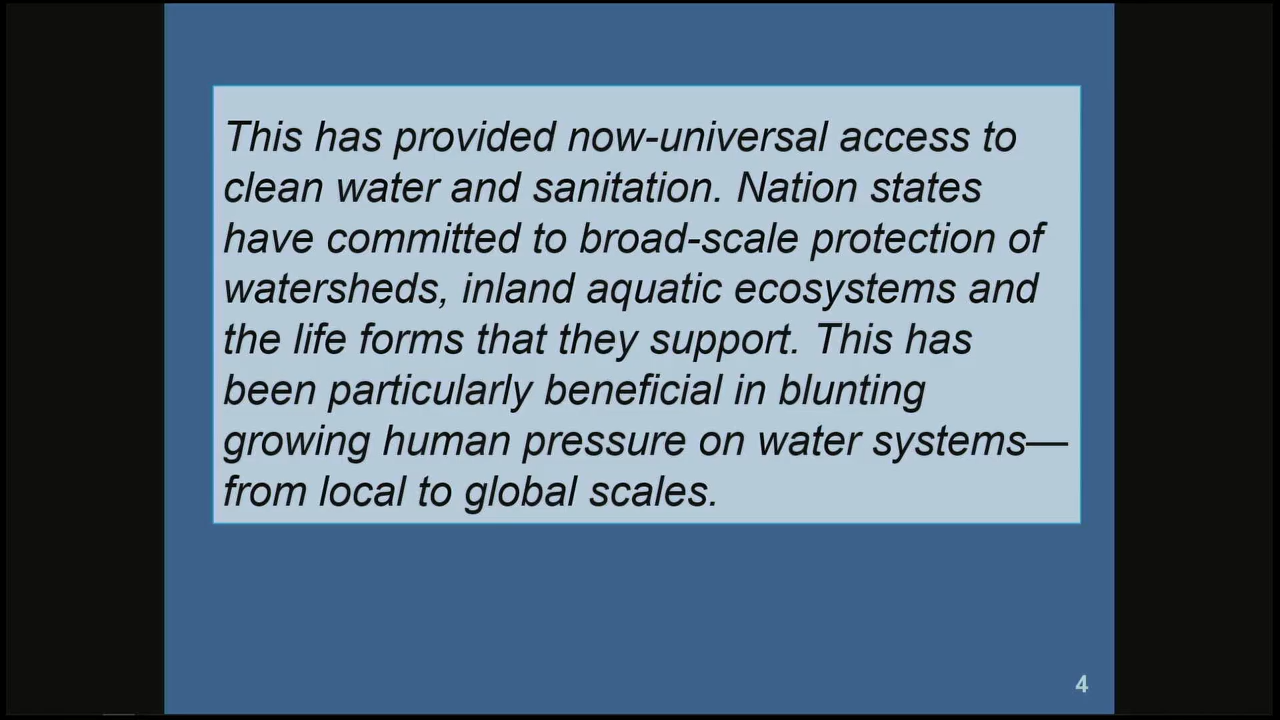 This has provided now-universal access to
clean water and sanitation. Nation states
have committed to broad-scale protection of
watersheds, inland aquatic ecosystems and
the life forms that they support. This has
been particularly beneficial in blunting
growing human pressure on water systems—
from local to global scales.
4